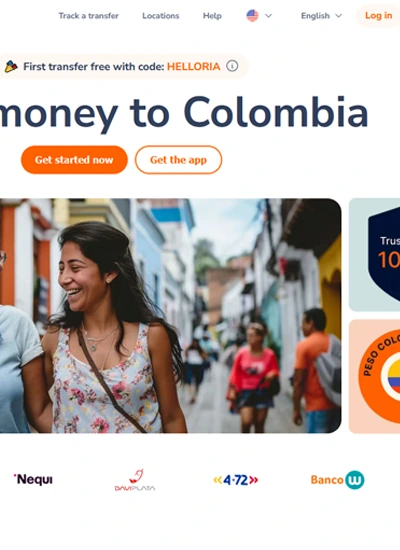 Track a transfer Locations Help English Log in
First transfer free with code: HELLORIA
money to Colombia
Get started now Get the app
Trus
10
PESO COLO
Nequi DAVIPLATA 4-72 Banco W